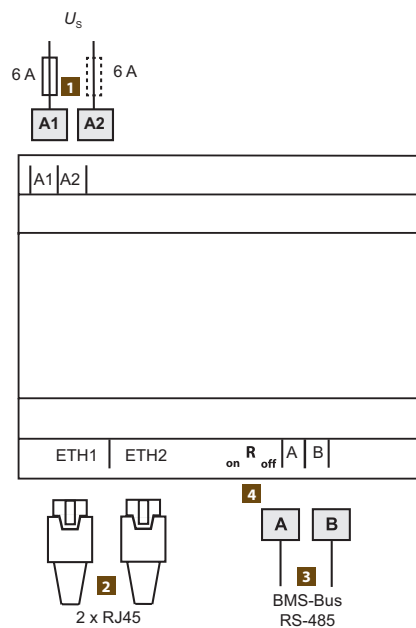 Us
6 A
1
6 A
A1
A2
A1 A2
ETH1 ETH2
on R off A B
4
A
B
2
3
2 x RJ45
BMS-Bus
RS-485